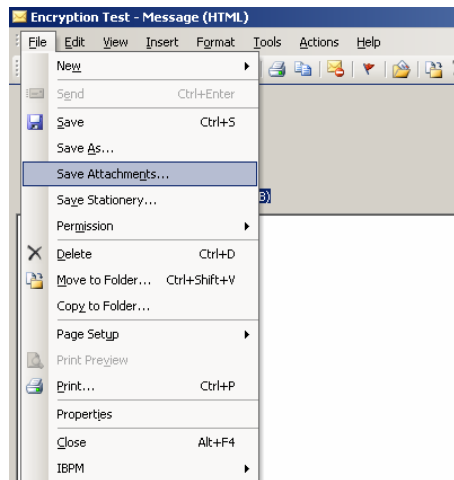 Encryption Test - Message (HTML)
File Edit View Insert Format Tools Actions Help
New
Send Ctrl+Enter
Save Ctrl+S
Save As...
Save Attachments...
Save Stationery...
B)
Permission
Delete Ctrl+D
Move to Folder... Ctrl+Shift+V
Copy to Folder...
Page Setup
Print Preview
Print... Ctrl+P
Properties
Close Alt+F4
IBPM